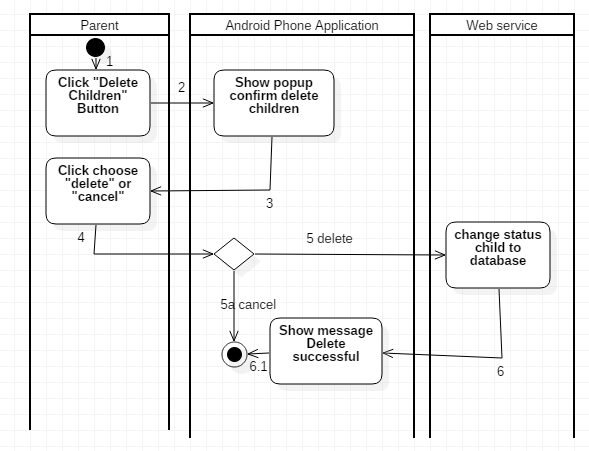 Parent
Android Phone Application
Web service
1
Click "Delete
Children"
Button
2
Show popup
confirm delete
children
Click choose
"delete" or
"cancel"
3
4
5 delete
change status
child to
database
5a cancel
Show message
Delete
successful
6.1
6